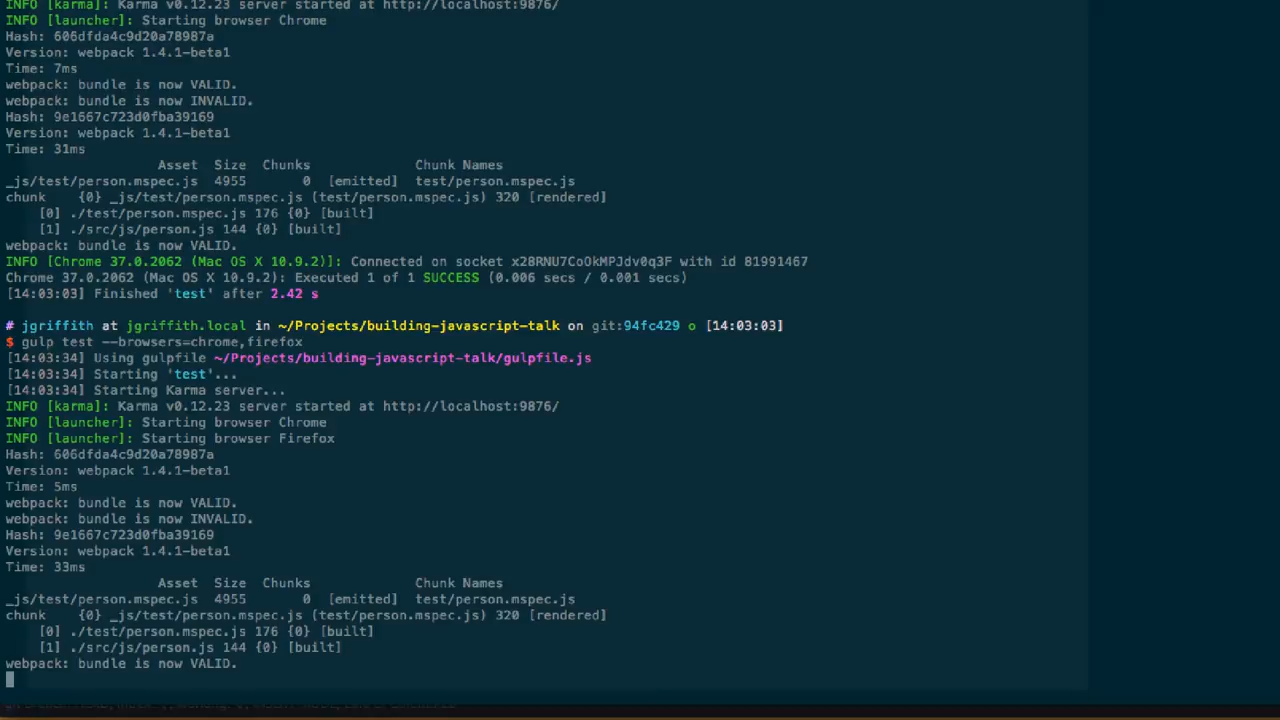 INFO [karma]: Karma v0.12.23 server started at http://localhost:9876/
INFO [launcher]: Starting browser Chrome
Hash: 606dfda4c9d20a78987a
Version: webpack 1.4.1-beta1
Time: 7ms
webpack: bundle is now VALID.
webpack: bundle is now INVALID.
Hash: 9e1667c723d0fba39169
Version: webpack 1.4.1-beta1
Time: 31ms
Asset Size Chunks Chunk Names
_js/test/person.mspec.js 4955 0 [emitted] test/person.mspec.js
chunk {0} _js/test/person.mspec.js (test/person.mspec.js) 320 [rendered]
[0] ./test/person.mspec.js 176 {0} [built]
[1] ./src/js/person.js 144 {0} [built]
webpack: bundle is now VALID.
INFO [Chrome 37.0.2062 (Mac OS X 10.9.2)]: Connected on socket x28RNU7CoOkMPJdv0q3F with id 81991467
Chrome 37.0.2062 (Mac OS X 10.9.2): Executed 1 of 1 SUCCESS (0.006 secs / 0.001 secs)
[14:03:03] Finished 'test' after 2.42 s
# jgriffith at jgriffith.local in ~/Projects/building-javascript-talk on git:94fc429 o [14:03:03]
$ gulp test --browsers=chrome,firefox
[14:03:34] Using gulpfile ~/Projects/building-javascript-talk/gulpfile.js
[14:03:34] Starting 'test'...
[14:03:34] Starting Karma server...
INFO [karma]: Karma v0.12.23 server started at http://localhost:9876/
INFO [launcher]: Starting browser Chrome
INFO [launcher]: Starting browser Firefox
Hash: 606dfda4c9d20a78987a
Version: webpack 1.4.1-beta1
Time: 5ms
webpack: bundle is now VALID.
webpack: bundle is now INVALID.
Hash: 9e1667c723d0fba39169
Version: webpack 1.4.1-beta1
Time: 33ms
Asset Size Chunks Chunk Names
_js/test/person.mspec.js 4955 0 [emitted] test/person.mspec.js
chunk {0} _js/test/person.mspec.js (test/person.mspec.js) 320 [rendered]
[0] ./test/person.mspec.js 176 {0} [built]
[1] ./src/js/person.js 144 {0} [built]
webpack: bundle is now VALID.